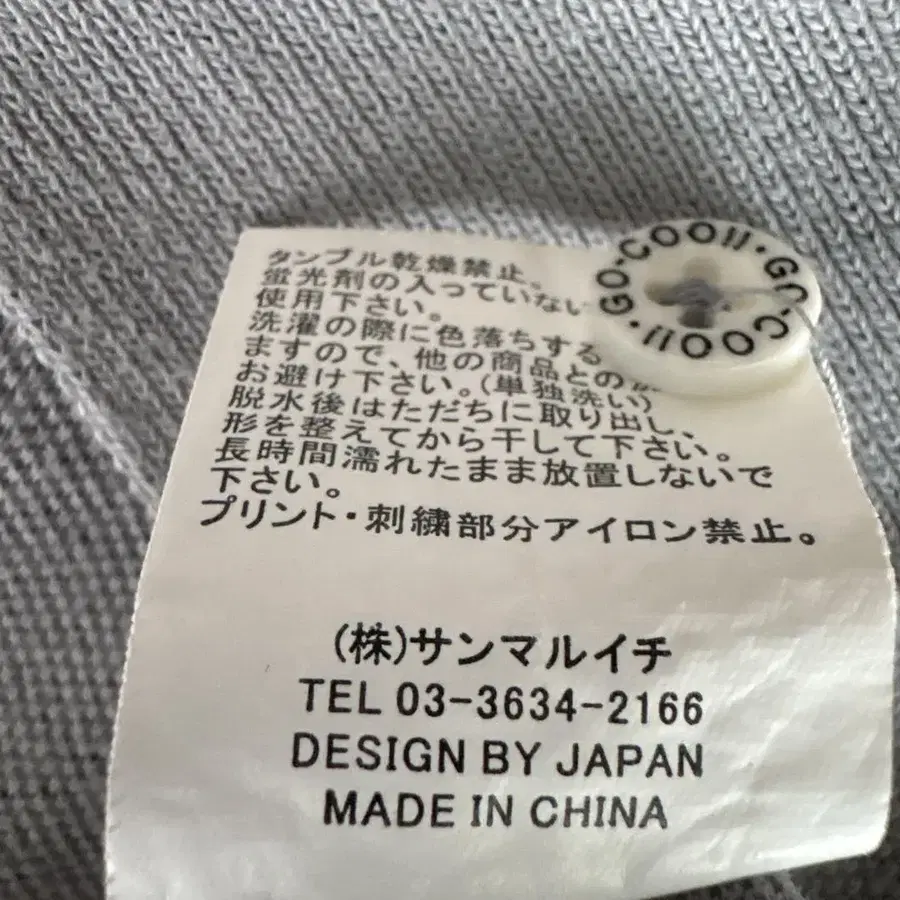 タンブル乾燥禁止。
蛍光剤の入っていない
使用下さい。
洗濯の際に色落ちする
ますので、他の商品との
お避け下さい。(単独洗い)
脱水後はただちに取り出し、
形を整えてから干して下さい。
長時間濡れたまま放置しないで
下さい。
プリント・刺繍部分アイロン禁止。
(株)サンマルイチ
TEL 03-3634-2166
DESIGN BY JAPAN
MADE IN CHINA
GO-COO!!・GO-COO!!